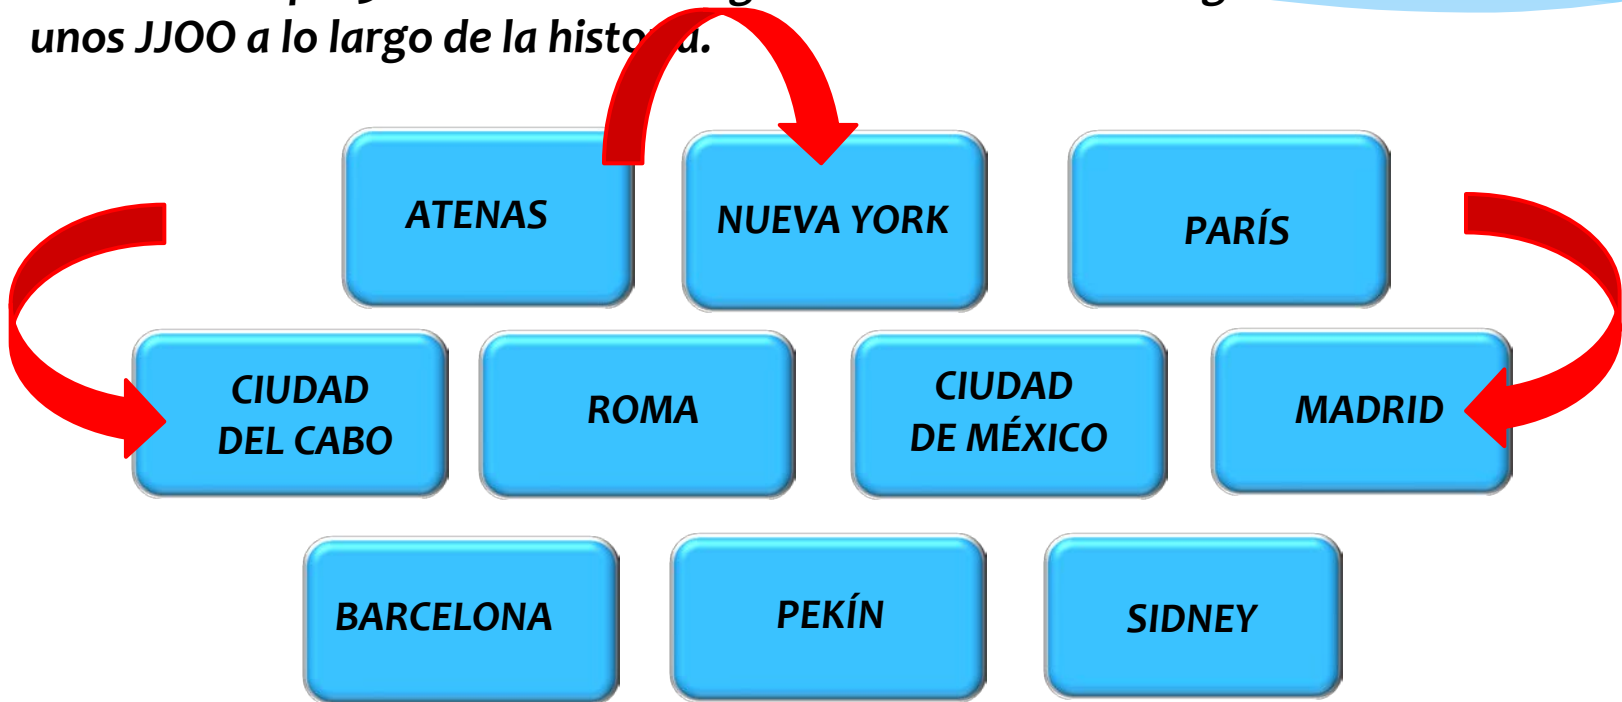 unos JJOO a lo largo de la historia.
ATENAS
NUEVA YORK
PARÍS
CIUDAD
DEL CABO
ROMA
CIUDAD
DE MÉXICO
MADRID
BARCELONA
PEKÍN
SIDNEY